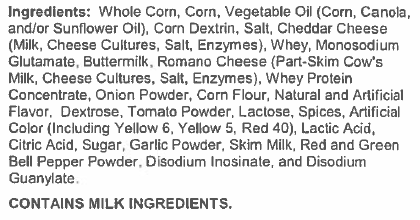 Ingredients: Whole Corn, Corn, Vegetable Oil (Corn, Canola,
and/or Sunflower Oil), Corn Dextrin, Salt, Cheddar Cheese
(Milk, Cheese Cultures, Salt, Enzymes), Whey, Monosodium
Glutamate, Buttermilk, Romano Cheese (Part-Skim Cow's
Milk, Cheese Cultures, Salt, Enzymes), Whey Protein
Concentrate, Onion Powder, Corn Flour, Natural and Artificial
Flavor, Dextrose, Tomato Powder, Lactose, Spices, Artificial
Color (Including Yellow 6, Yellow 5, Red 40), Lactic Acid,
Citric Acid, Sugar, Garlic Powder, Skim Milk, Red and Green
Bell Pepper Powder, Disodium Inosinate, and Disodium
Guanylate.
CONTAINS MILK INGREDIENTS.